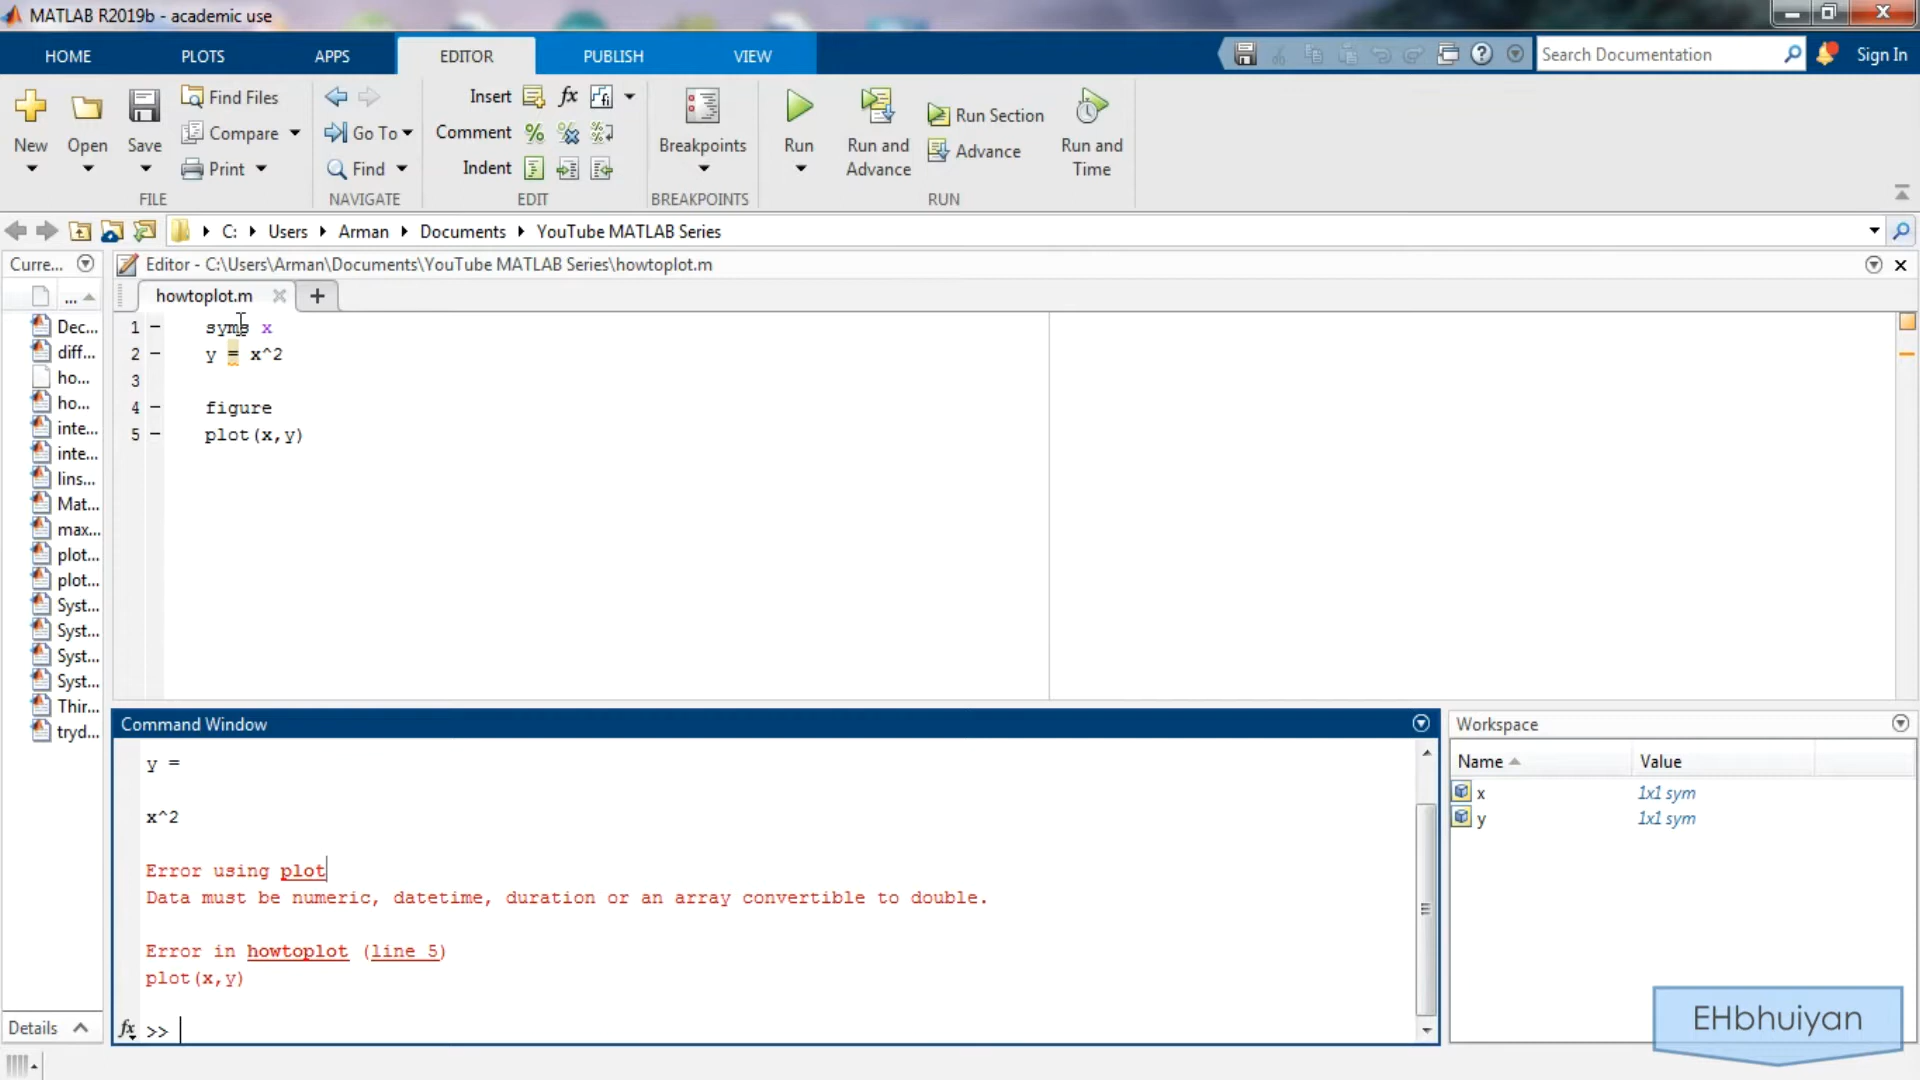 MATLAB R2019b - academic use
HOME PLOTS APPS EDITOR PUBLISH VIEW
Search Documentation
Sign In
New
Open
Save
Find Files
Compare
Print
FILE
Go To
Find
NAVIGATE
Insert fx
Comment
Indent
EDIT
Breakpoints
BREAKPOINTS
Run
Run and Advance
Run Section
Advance
Run and Time
RUN
C: Users Arman Documents YouTube MATLAB Series
Curre...
Editor - C:\Users\Arman\Documents\YouTube MATLAB Series\howtoplot.m
...
howtoplot.m
+
Dec...
diff...
ho...
ho...
inte...
inte...
lins...
Mat...
max...
plot...
plot...
Syst...
Syst...
Syst...
Syst...
Thir...
tryd...
Details
1 – syms x
2 – y = x^2
3
4 – figure
5 – plot(x,y)
Command Window
y =
x^2
Error using plot
Data must be numeric, datetime, duration or an array convertible to double.
Error in howtoplot (line 5)
plot(x,y)
fx >>
Workspace
Name Value
x 1x1 sym
y 1x1 sym
EHbhuiyan